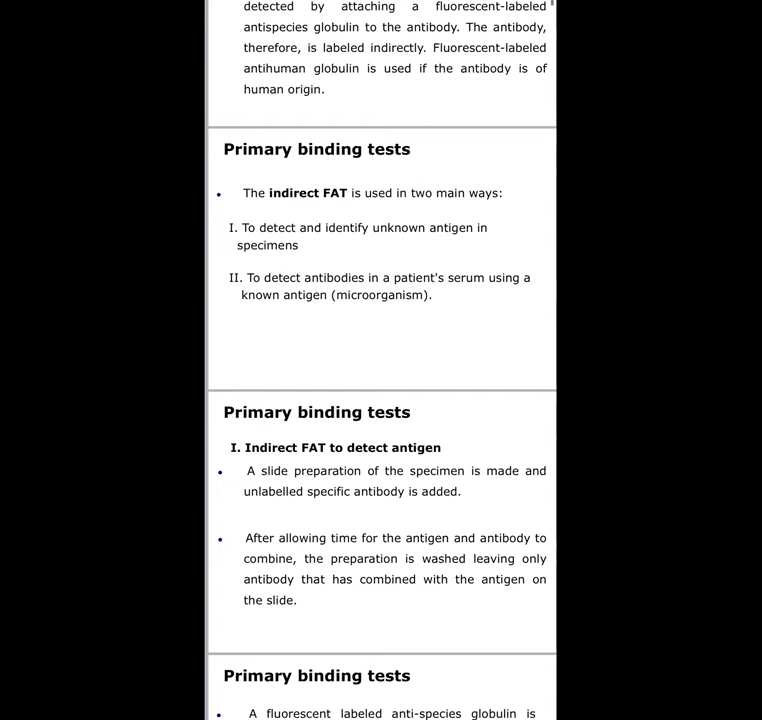 detected by attaching a fluorescent-labeled
antispecies globulin to the antibody. The antibody,
therefore, is labeled indirectly. Fluorescent-labeled
antihuman globulin is used if the antibody is of
human origin.
Primary binding tests
• The indirect FAT is used in two main ways:
I. To detect and identify unknown antigen in
specimens
II. To detect antibodies in a patient's serum using a
known antigen (microorganism).
Primary binding tests
I. Indirect FAT to detect antigen
• A slide preparation of the specimen is made and
unlabelled specific antibody is added.
• After allowing time for the antigen and antibody to
combine, the preparation is washed leaving only
antibody that has combined with the antigen on
the slide.
Primary binding tests
• A fluorescent labeled anti-species globulin is